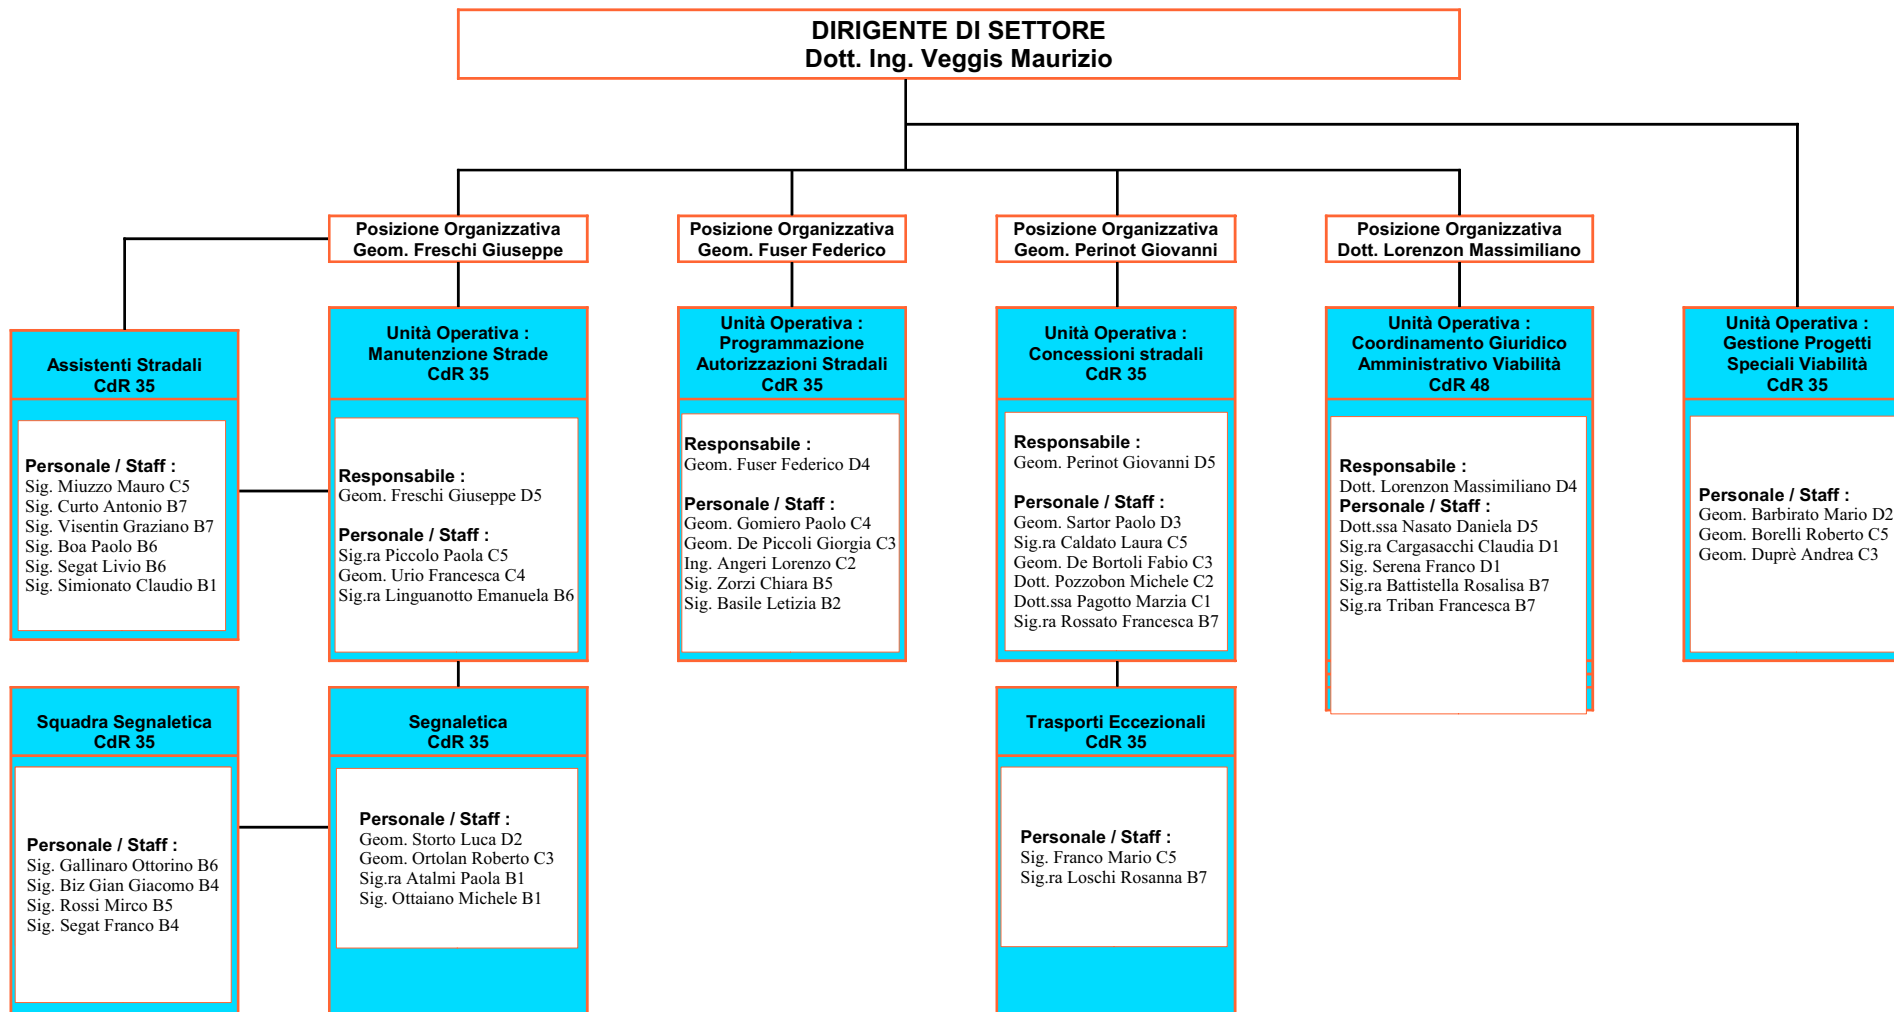 DIRIGENTE DI SETTORE
Dott. Ing. Veggis Maurizio
Posizione Organizzativa
Geom. Freschi Giuseppe
Posizione Organizzativa
Geom. Fuser Federico
Posizione Organizzativa
Geom. Perinot Giovanni
Posizione Organizzativa
Dott. Lorenzon Massimiliano
Assistenti Stradali
CdR 35
Personale / Staff :
Sig. Miuzzo Mauro C5
Sig. Curto Antonio B7
Sig. Visentin Graziano B7
Sig. Boa Paolo B6
Sig. Segat Livio B6
Sig. Simionato Claudio B1
Unità Operativa :
Manutenzione Strade
CdR 35
Responsabile :
Geom. Freschi Giuseppe D5
Personale / Staff :
Sig.ra Piccolo Paola C5
Geom. Urio Francesca C4
Sig.ra Linguanotto Emanuela B6
Unità Operativa :
Programmazione
Autorizzazioni Stradali
CdR 35
Responsabile :
Geom. Fuser Federico D4
Personale / Staff :
Geom. Gomiero Paolo C4
Geom. De Piccoli Giorgia C3
Ing. Angeri Lorenzo C2
Sig. Zorzi Chiara B5
Sig. Basile Letizia B2
Unità Operativa :
Concessioni stradali
CdR 35
Responsabile :
Geom. Perinot Giovanni D5
Personale / Staff :
Geom. Sartor Paolo D3
Sig.ra Caldato Laura C5
Geom. De Bortoli Fabio C3
Dott. Pozzobon Michele C2
Dott.ssa Pagotto Marzia C1
Sig.ra Rossato Francesca B7
Unità Operativa :
Coordinamento Giuridico
Amministrativo Viabilità
CdR 48
Responsabile :
Dott. Lorenzon Massimiliano D4
Personale / Staff :
Dott.ssa Nasato Daniela D5
Sig.ra Cargasacchi Claudia D1
Sig. Serena Franco D1
Sig.ra Battistella Rosalisa B7
Sig.ra Triban Francesca B7
Unità Operativa :
Gestione Progetti
Speciali Viabilità
CdR 35
Personale / Staff :
Geom. Barbirato Mario D2
Geom. Borelli Roberto C5
Geom. Duprè Andrea C3
Squadra Segnaletica
CdR 35
Personale / Staff :
Sig. Gallinaro Ottorino B6
Sig. Biz Gian Giacomo B4
Sig. Rossi Mirco B5
Sig. Segat Franco B4
Segnaletica
CdR 35
Personale / Staff :
Geom. Storto Luca D2
Geom. Ortolan Roberto C3
Sig.ra Atalmi Paola B1
Sig. Ottaiano Michele B1
Trasporti Eccezionali
CdR 35
Personale / Staff :
Sig. Franco Mario C5
Sig.ra Loschi Rosanna B7